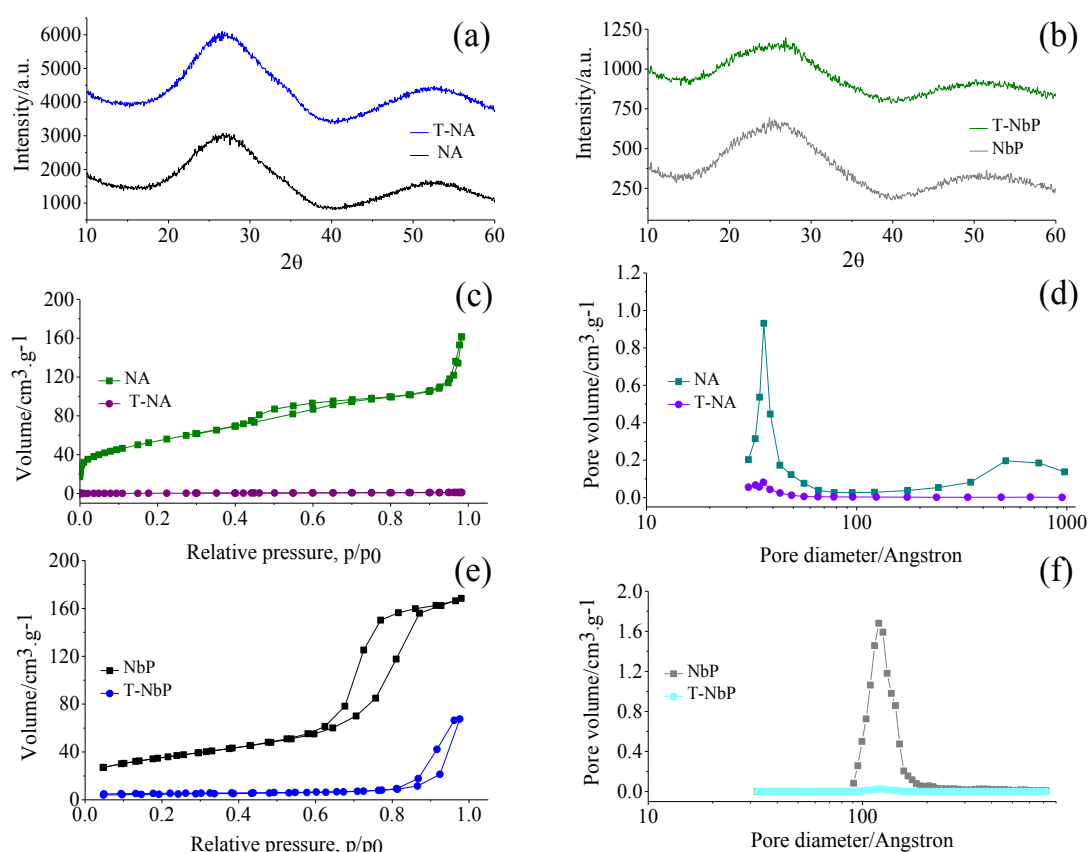 (a)
Intensity/a.u.
6000
5000
4000
3000
2000
1000
T-NA
NA
10 20 30 40 50 60
2θ
(b)
Intensity/a.u.
1250
1000
750
500
250
T-NbP
NbP
10 20 30 40 50 60
2θ
(c)
Volume/cm³.g-1
200
160
120
80
40
0
NA
T-NA
0.0 0.2 0.4 0.6 0.8 1.0
Relative pressure, p/p0
(d)
Pore volume/cm³.g-1
1.2
1.0
0.8
0.6
0.4
0.2
0.0
NA
T-NA
10 100 1000
Pore diameter/Angstron
(e)
Volume/cm³.g-1
200
160
120
80
40
0
NbP
T-NbP
0.0 0.2 0.4 0.6 0.8 1.0
Relative pressure, p/p0
(f)
Pore volume/cm³.g-1
2.0
1.6
1.2
0.8
0.4
0.0
NbP
T-NbP
10 100
Pore diameter/Angstron